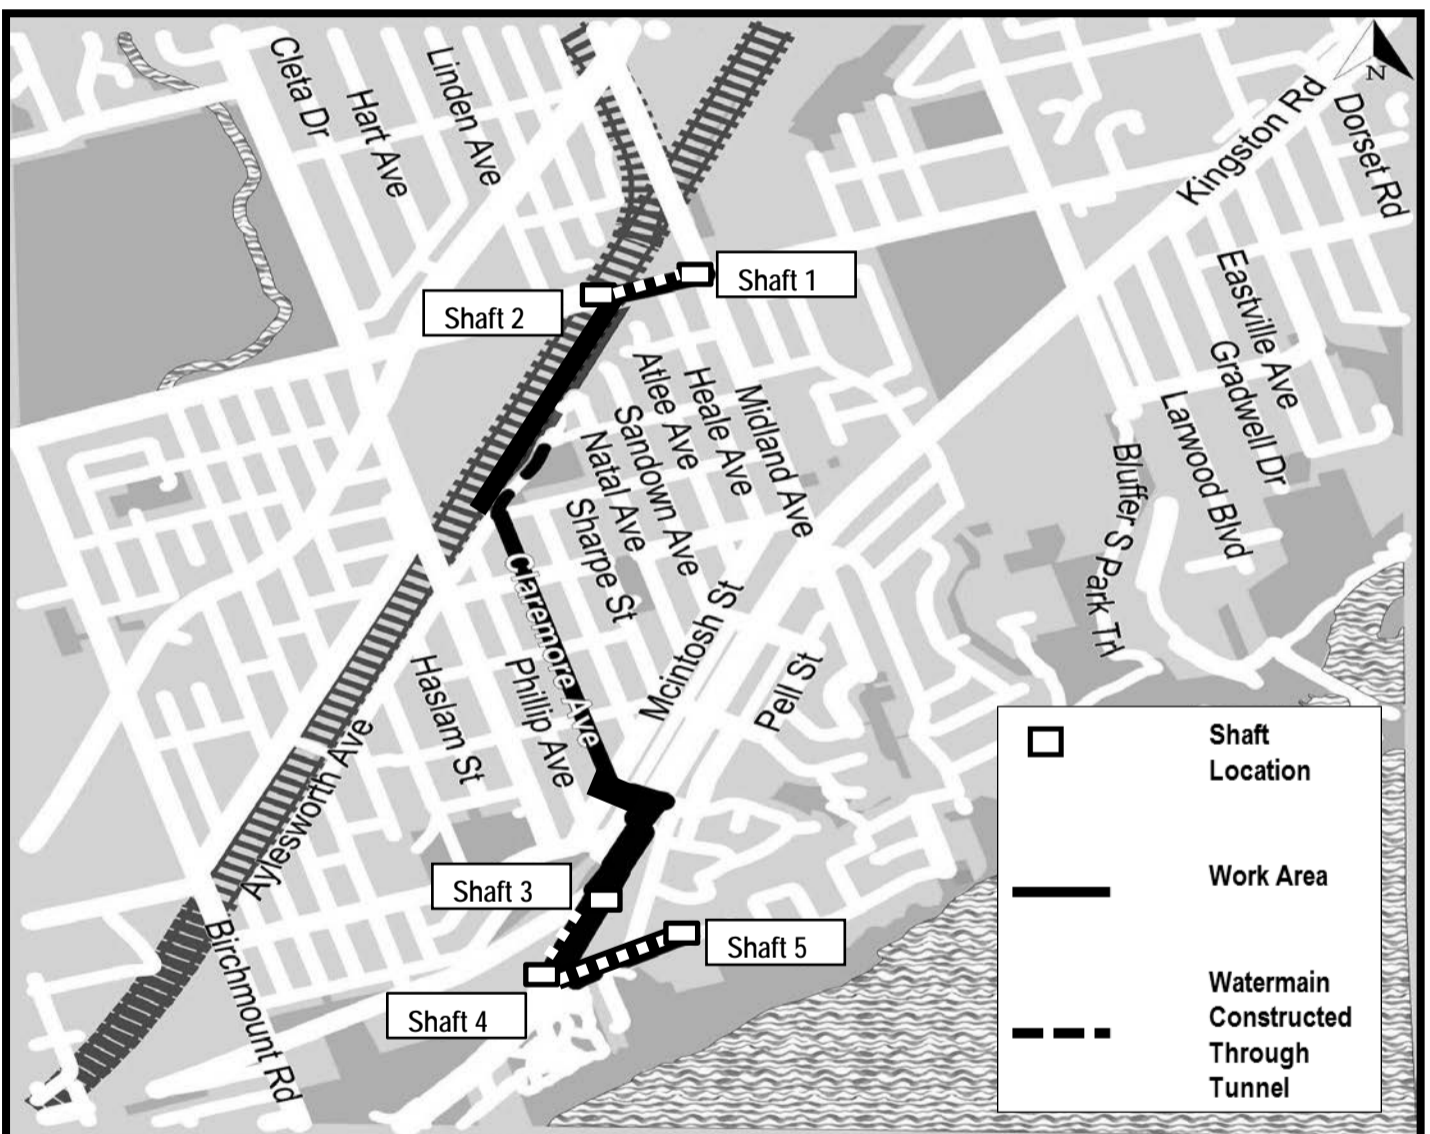 Cleta Dr
Hart Ave
Linden Ave
N
Kingston Rd
Dorset Rd
Shaft 1
Shaft 2
Eastville Ave
Gradwell Dr
Larwood Blvd
Bluffer S Park Trl
Atlee Ave
Heale Ave
Midland Ave
Sandown Ave
Natal Ave
Sharpe St
Claremore Ave
Mcintosh St
Pell St
Haslam St
Phillip Ave
Aylesworth Ave
Birchmount Rd
Shaft 3
Shaft 5
Shaft 4
Shaft
Location
Work Area
Watermain
Constructed
Through
Tunnel